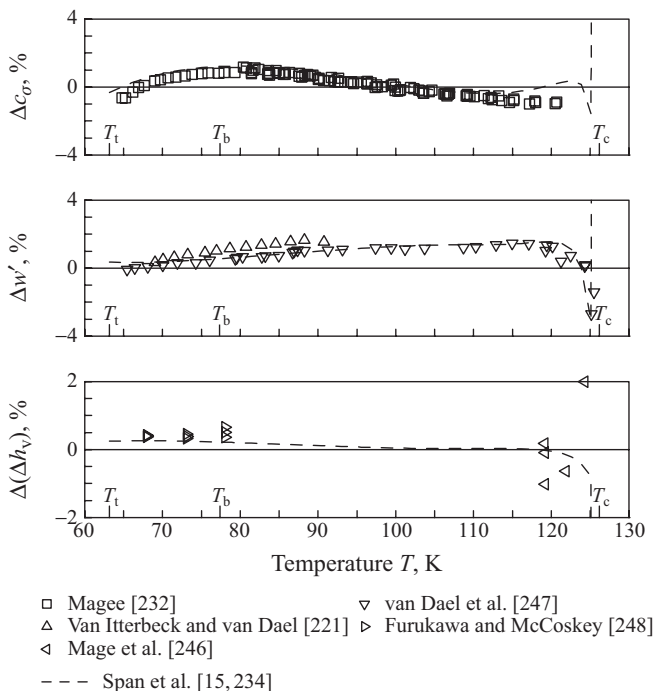 4
Δc_σ, %
0
−4
T_t
T_b
T_c
4
2
Δw′, %
0
−4
T_t
T_b
T_c
2
Δ(Δh_v), %
0
−2
T_t
T_b
T_c
60 70 80 90 100 110 120 130
Temperature T, K
□ Magee [232]
▽ van Dael et al. [247]
△ Van Itterbeck and van Dael [221]
▷ Furukawa and McCoskey [248]
◁ Mage et al. [246]
--- Span et al. [15, 234]